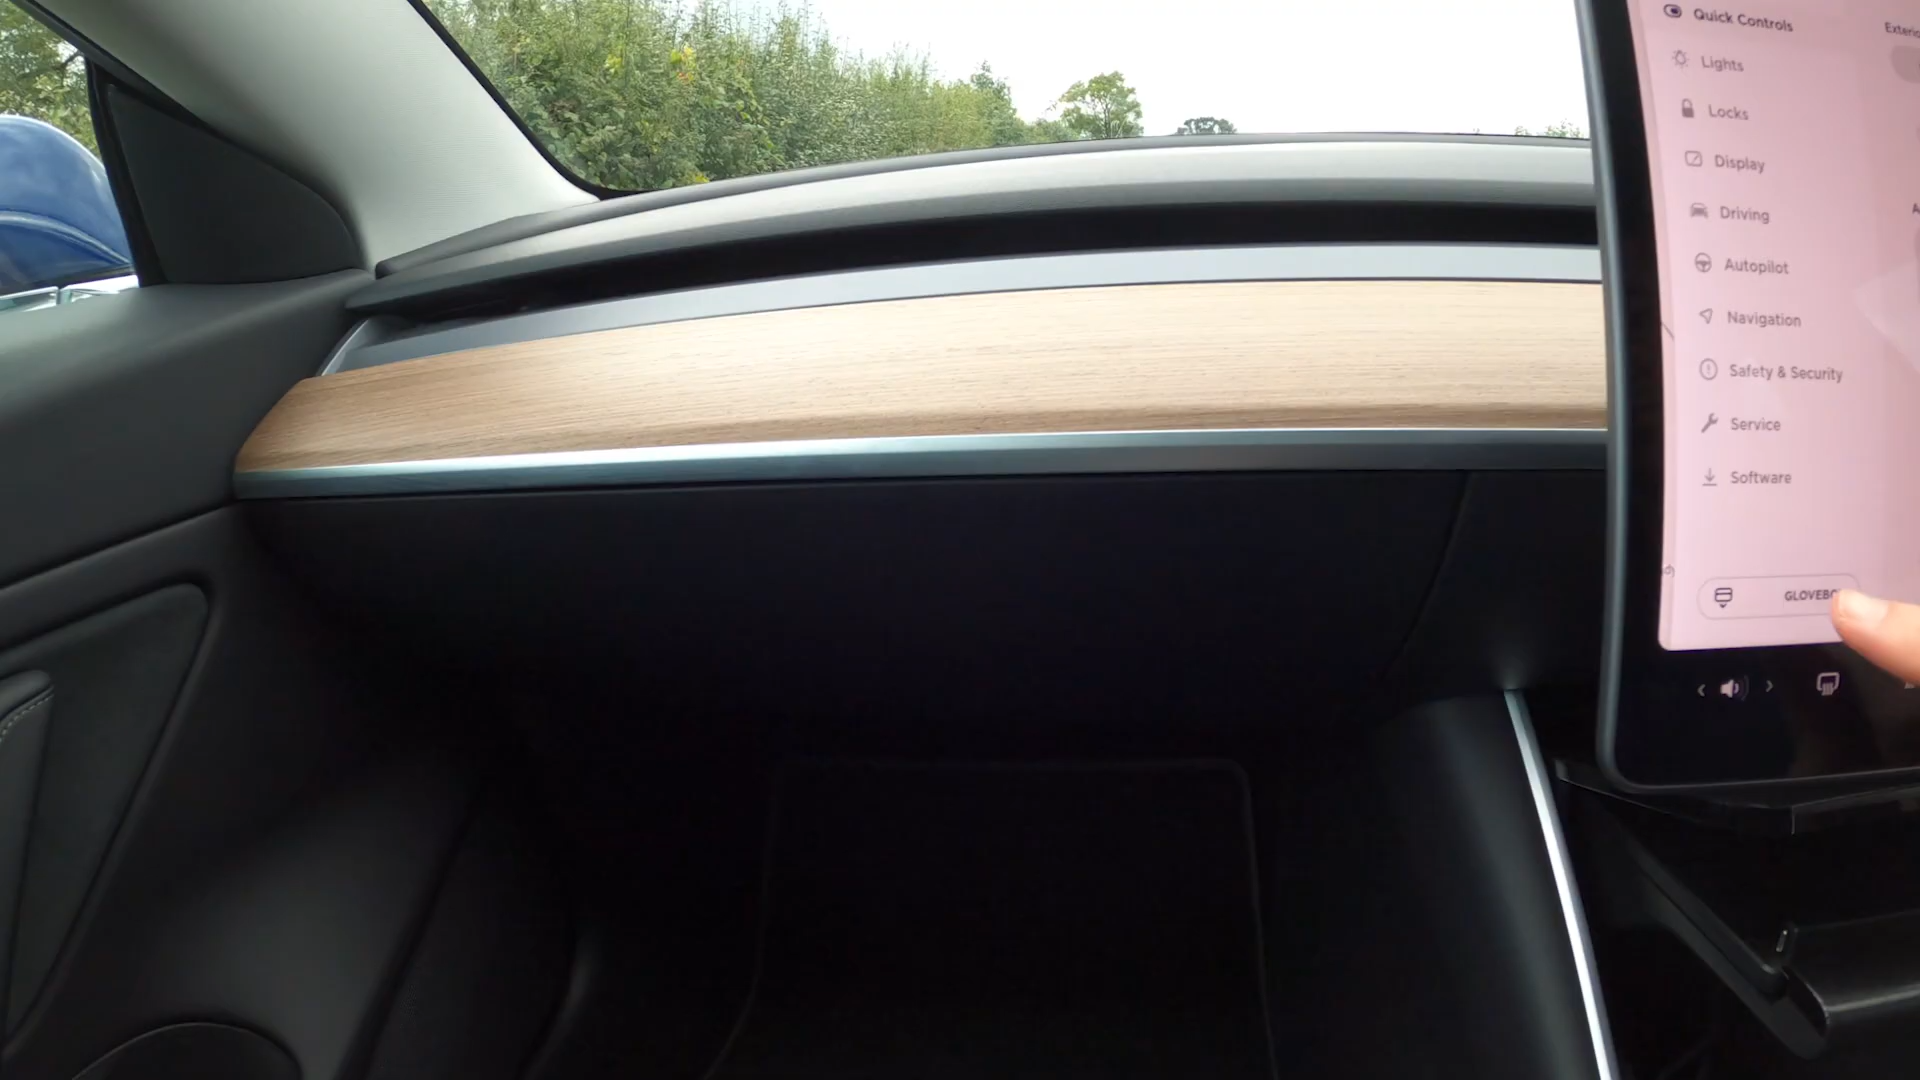 Quick Controls
Lights
Locks
Display
Driving
Autopilot
Navigation
Safety & Security
Service
Software